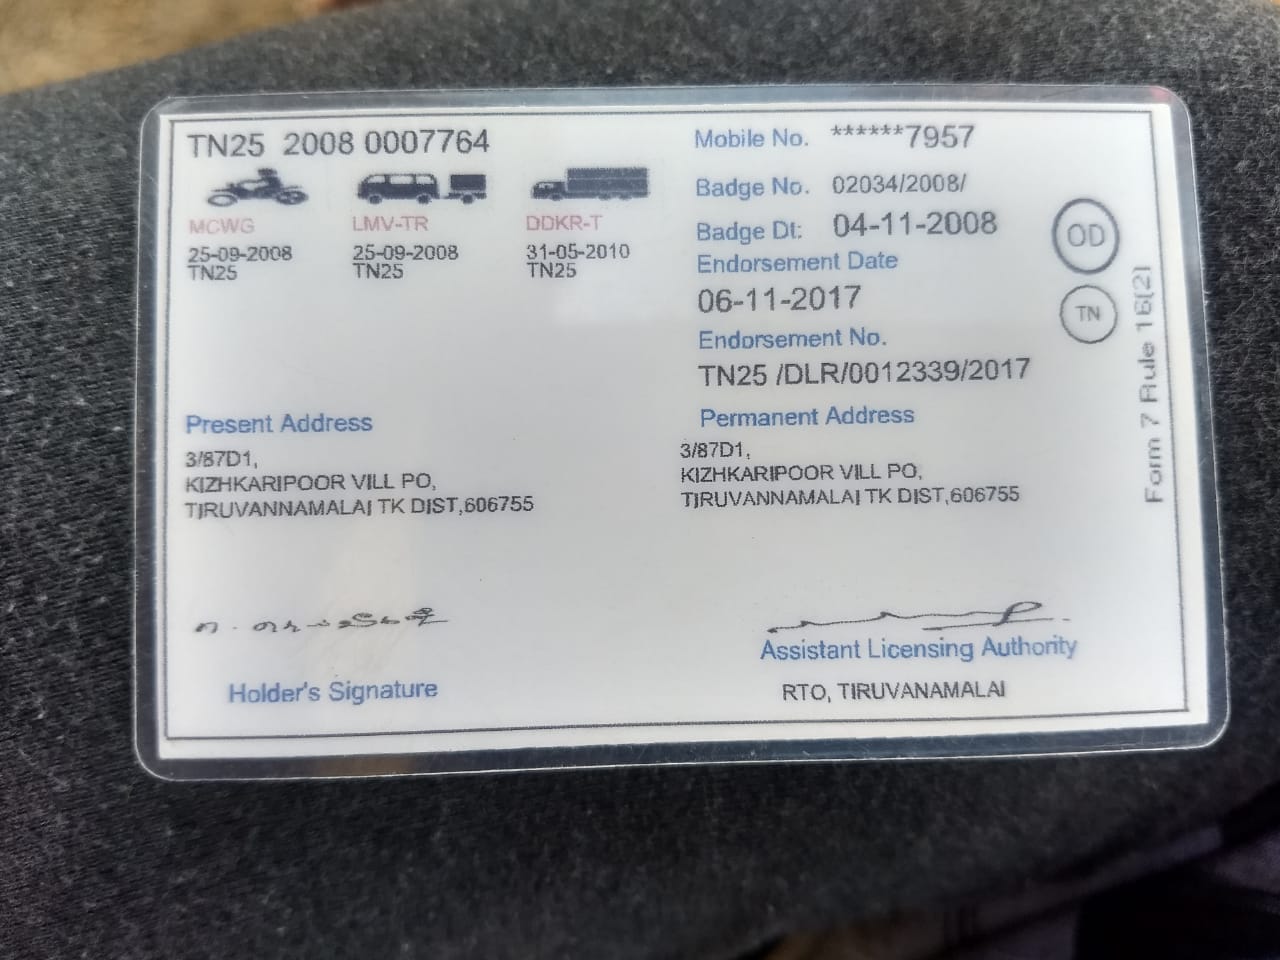 TN25 2008 0007764
MCWG
25-09-2008
TN25
LMV-TR
25-09-2008
TN25
DDKR-T
31-05-2010
TN25
Mobile No. ******7957
Badge No. 02034/2008/
Badge Dt: 04-11-2008
Endorsement Date
06-11-2017
Endorsement No.
TN25 /DLR/0012339/2017
OD
TN
Form 7 Rule 16(2)
Present Address
3/87D1,
KIZHKARIPOOR VILL PO,
TIRUVANNAMALAI TK DIST,606755
Permanent Address
3/87D1,
KIZHKARIPOOR VILL PO,
TIRUVANNAMALAI TK DIST,606755
Holder's Signature
Assistant Licensing Authority
RTO, TIRUVANAMALAI